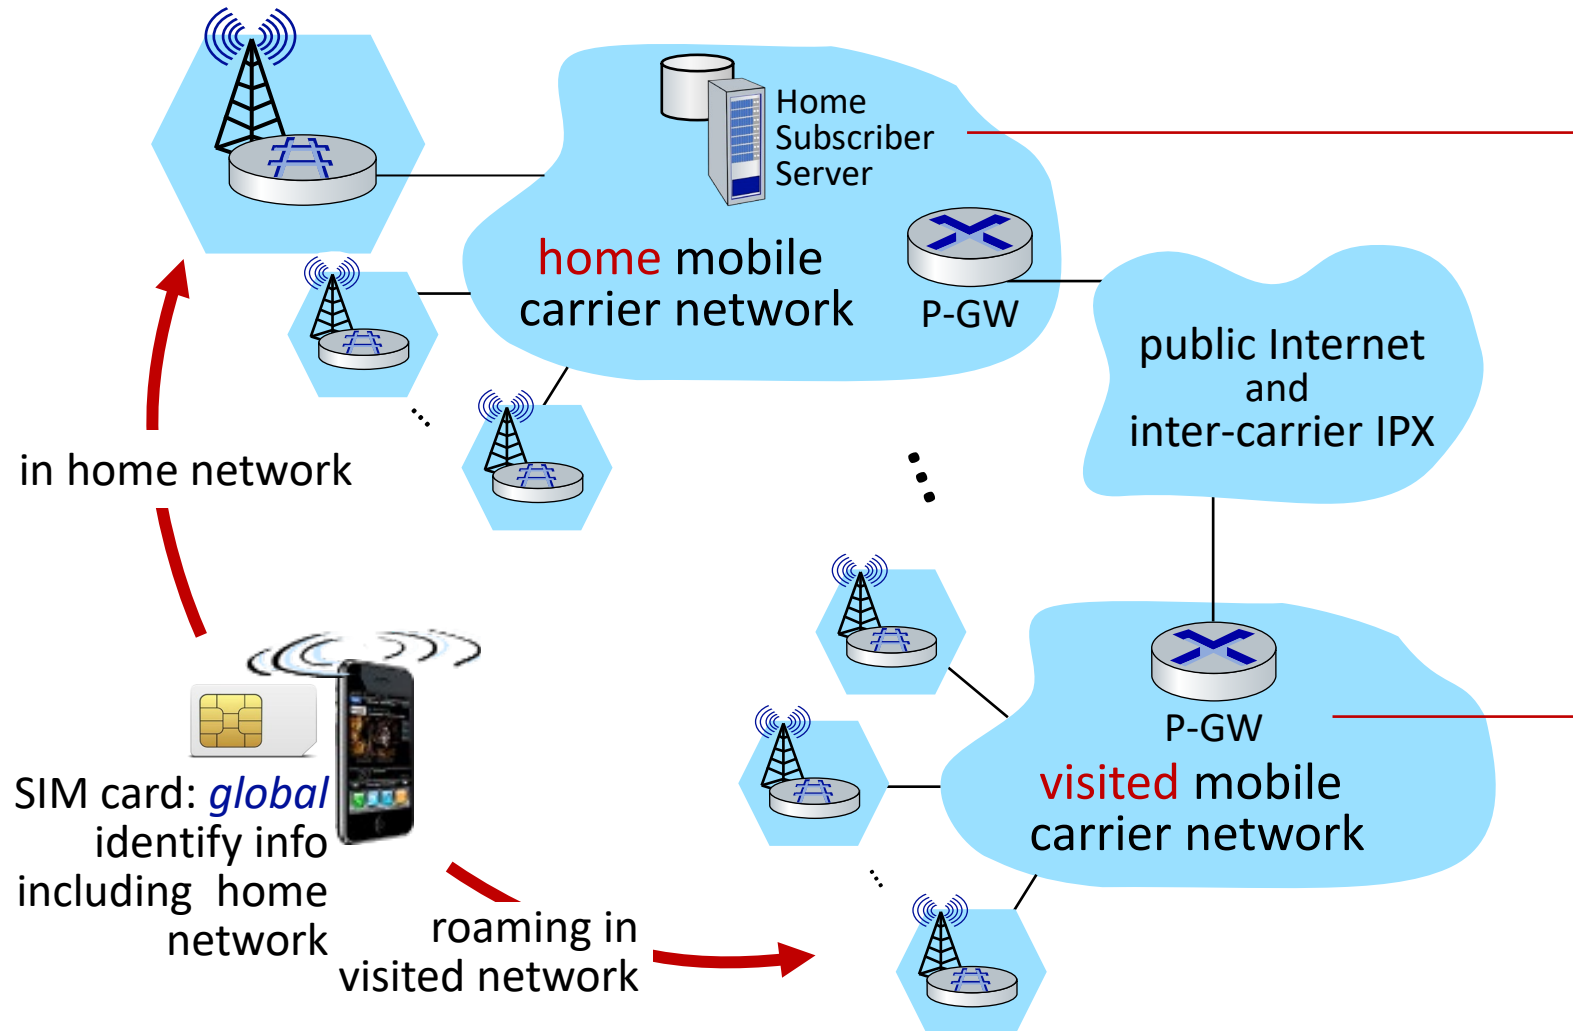 Home
Subscriber
Server
home mobile
carrier network
P-GW
public Internet
and
inter-carrier IPX
in home network
P-GW
visited mobile
carrier network
SIM card: global
identify info
including home
network
roaming in
visited network